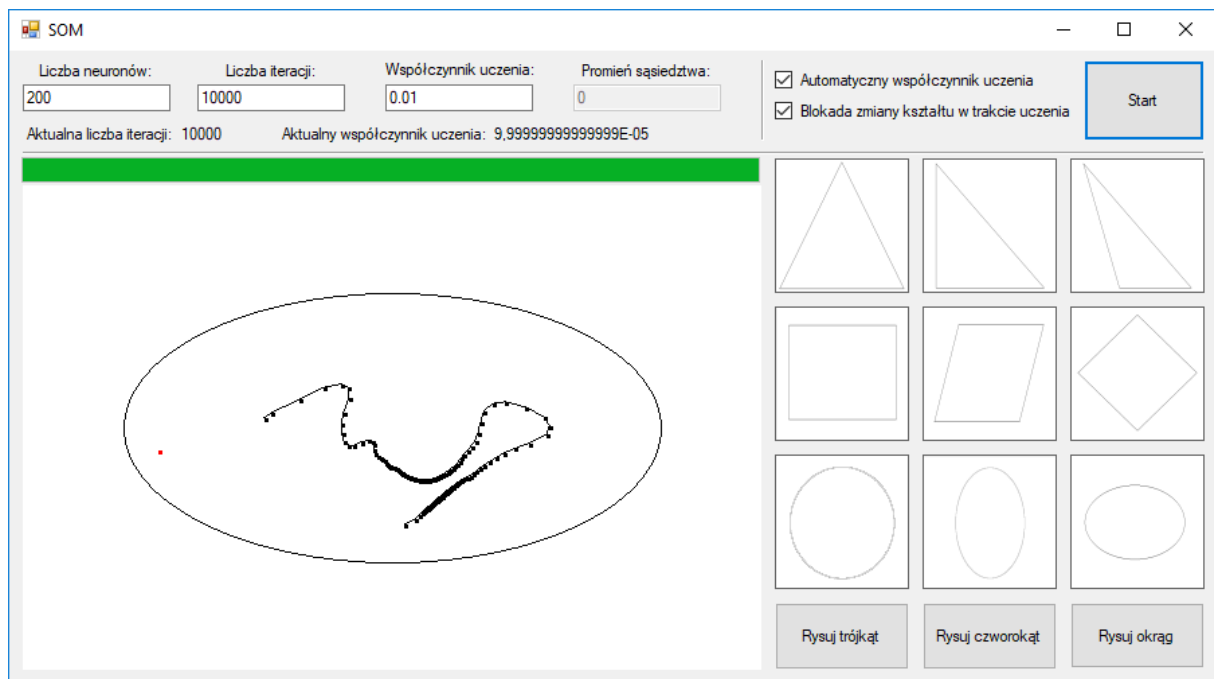 SOM
Liczba neuronów: Liczba iteracji: Współczynnik uczenia: Promień sąsiedztwa:
200 10000 0.01 0
Automatyczny współczynnik uczenia
Blokada zmiany kształtu w trakcie uczenia
Start
Aktualna liczba iteracji: 10000 Aktualny współczynnik uczenia: 9,99999999999999E-05
Rysuj trójkąt Rysuj czworokąt Rysuj okrąg